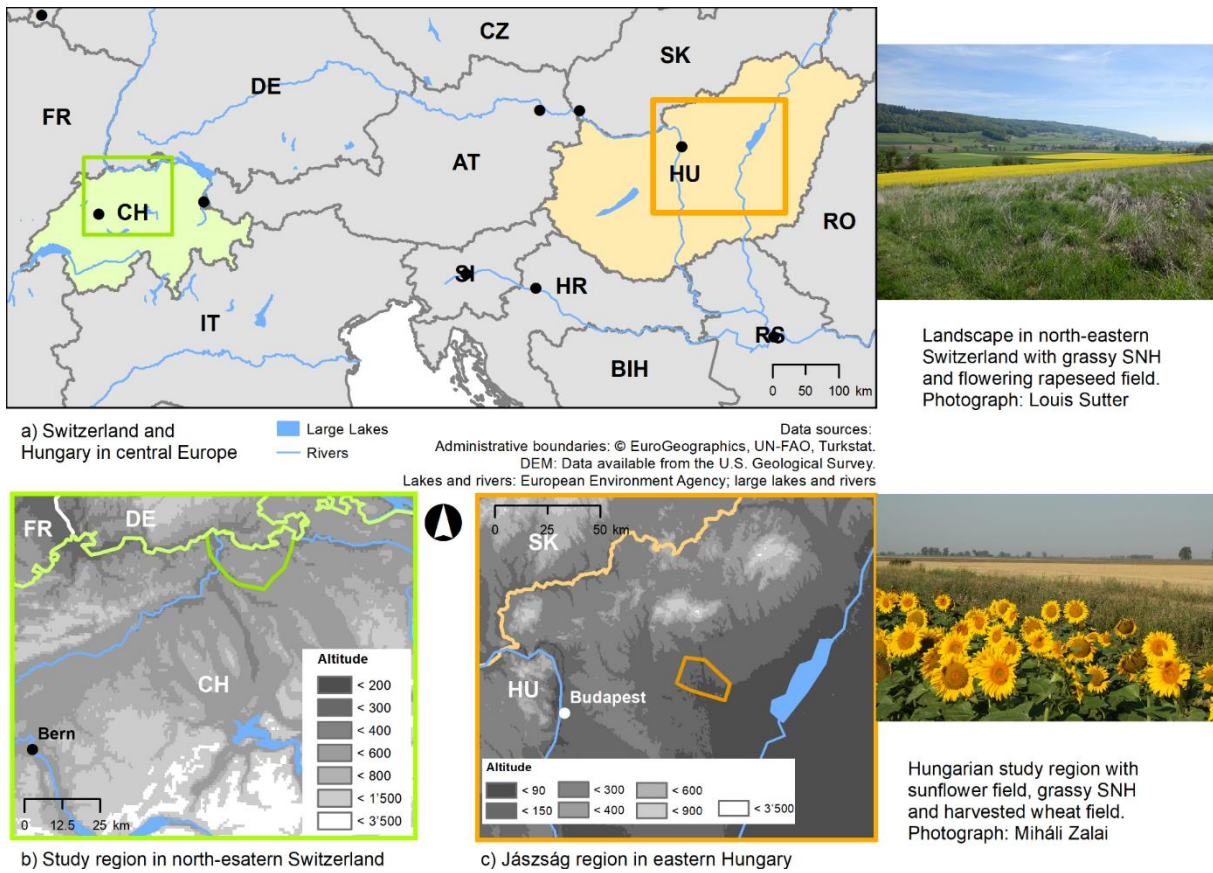 CZ
SK
DE
FR
AT
HU
CH
RO
SI
HR
IT
RS
BIH
0 50 100
km
Landscape in north-eastern
Switzerland with grassy SNH
and flowering rapeseed field.
Photograph: Louis Sutter
a) Switzerland and
Hungary in central Europe
Large Lakes
Rivers
Data sources:
Administrative boundaries: © EuroGeographics, UN-FAO, Turkstat.
DEM: Data available from the U.S. Geological Survey.
Lakes and rivers: European Environment Agency; large lakes and rivers
FR
DE
CH
Bern
0 12.5 25
km
Altitude
< 200
< 300
< 400
< 600
< 800
< 1'500
< 3'500
b) Study region in north-esatern Switzerland
0 25 50
km
SK
HU
Budapest
Altitude
< 90 < 300 < 600
< 150 < 400 < 900 < 3'500
c) Jászság region in eastern Hungary
Hungarian study region with
sunflower field, grassy SNH
and harvested wheat field.
Photograph: Miháli Zalai